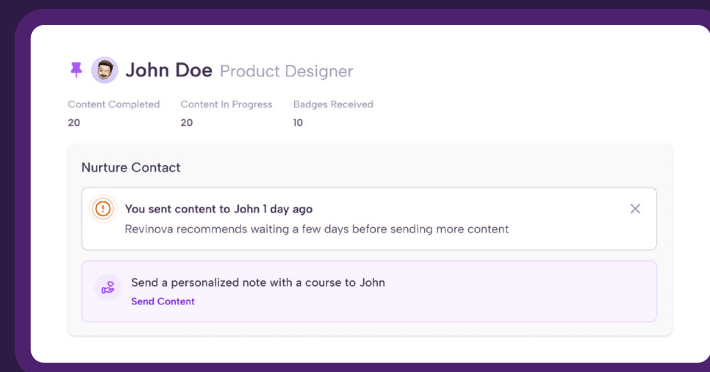 John Doe Product Designer
Content Completed Content In Progress Badges Received
20 20 10
Nurture Contact
You sent content to John 1 day ago
Revinova recommends waiting a few days before sending more content
Send a personalized note with a course to John
Send Content